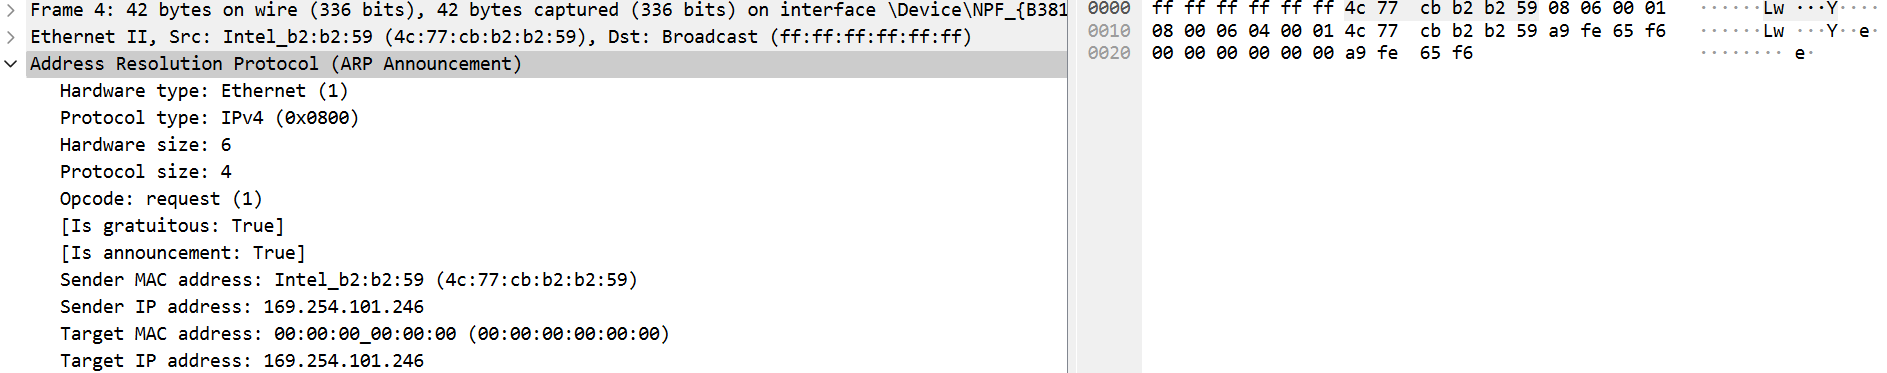 Frame 4: 42 bytes on wire (336 bits), 42 bytes captured (336 bits) on interface \Device\NPF_{B381
Ethernet II, Src: Intel_b2:b2:59 (4c:77:cb:b2:b2:59), Dst: Broadcast (ff:ff:ff:ff:ff:ff)
Address Resolution Protocol (ARP Announcement)
Hardware type: Ethernet (1)
Protocol type: IPv4 (0x0800)
Hardware size: 6
Protocol size: 4
Opcode: request (1)
[Is gratuitous: True]
[Is announcement: True]
Sender MAC address: Intel_b2:b2:59 (4c:77:cb:b2:b2:59)
Sender IP address: 169.254.101.246
Target MAC address: 00:00:00_00:00:00 (00:00:00:00:00:00)
Target IP address: 169.254.101.246
0000 ff ff ff ff ff ff 4c 77 cb b2 b2 59 08 06 00 01 ······Lw ···Y····
0010 08 00 06 04 00 01 4c 77 cb b2 b2 59 a9 fe 65 f6 ······Lw ···Y··e·
0020 00 00 00 00 00 00 a9 fe 65 f6 ········ e·